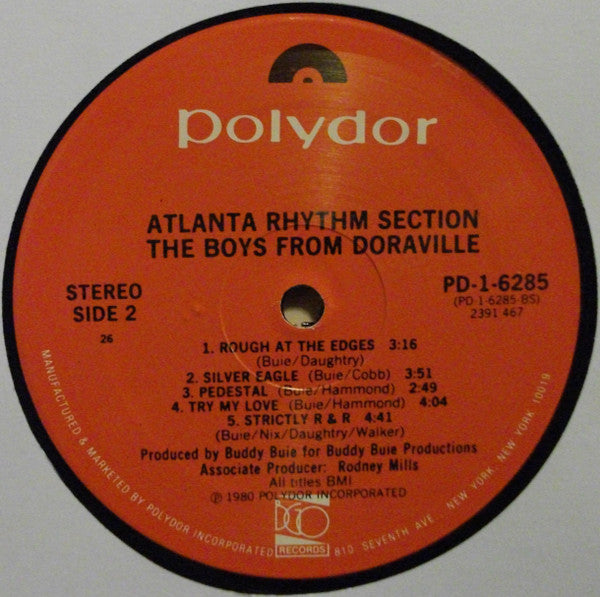 polydor
ATLANTA RHYTHM SECTION
THE BOYS FROM DORAVILLE
STEREO
SIDE 2
26
PD-1-6285
(PD-1-6285-BS)
2391 467
1. ROUGH AT THE EDGES 3:16
(Buie/Daughtry)
2. SILVER EAGLE (Buie/Cobb) 3:51
3. PEDESTAL (Buie/Hammond) 2:49
4. TRY MY LOVE (Buie/Hammond) 4:04
5. STRICTLY R & R 4:41
(Buie/Nix/Daughtry/Walker)
Produced by Buddy Buie for Buddy Buie Productions
Associate Producer: Rodney Mills
All titles BMI
℗ 1980 POLYDOR INCORPORATED
BGO
RECORDS
MANUFACTURED & MARKETED BY POLYDOR INCORPORATED 810 SEVENTH AVE. NEW YORK, NEW YORK 10019